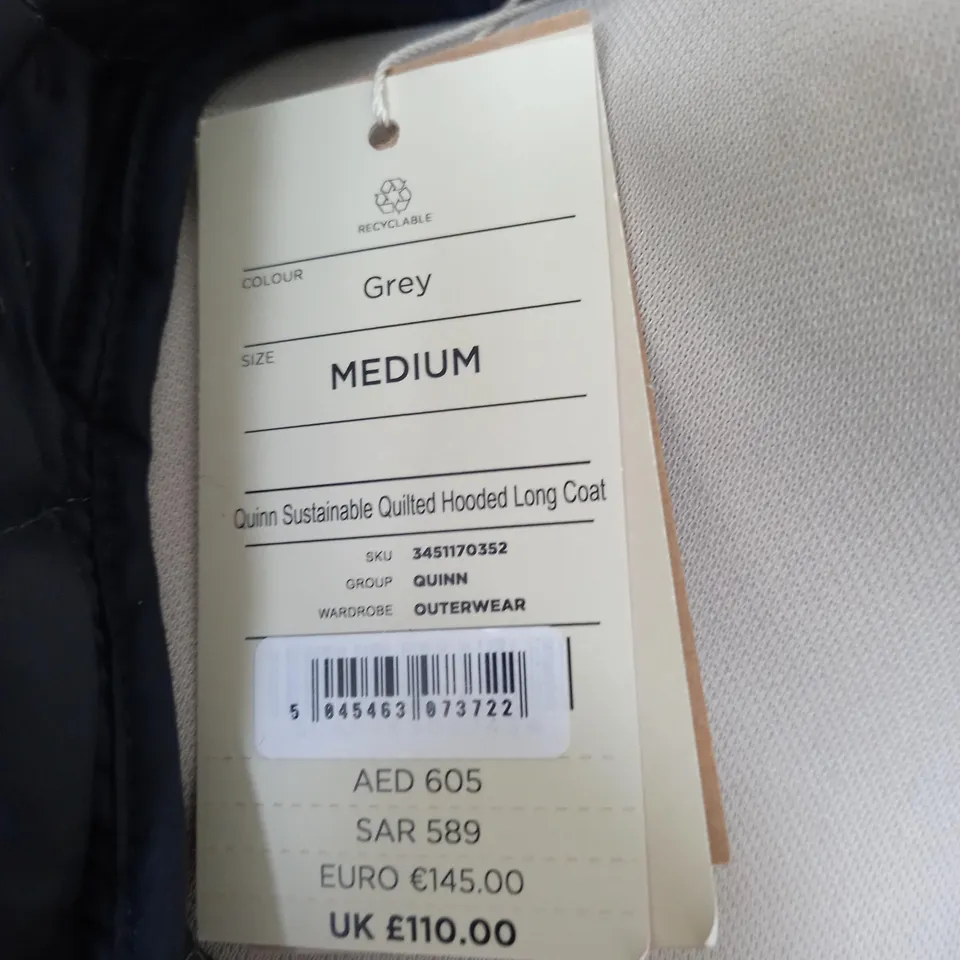 RECYCLABLE
COLOUR Grey
SIZE MEDIUM
Quinn Sustainable Quilted Hooded Long Coat
SKU 3451170352
GROUP QUINN
WARDROBE OUTERWEAR
5 045463 073722
AED 605
SAR 589
EURO €145.00
UK £110.00